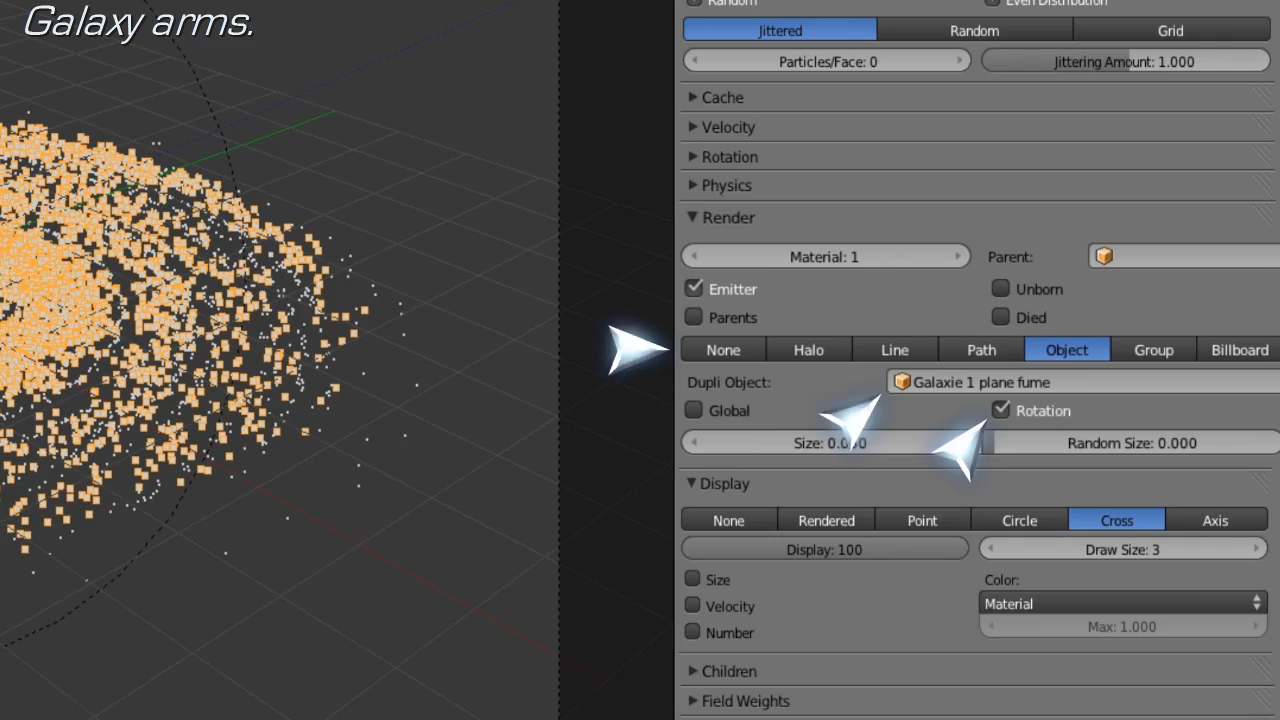 Galaxy arms.
Random
Even Distribution
Jittered Random Grid
Particles/Face: 0 Jittering Amount: 1.000
Cache
Velocity
Rotation
Physics
Render
Material: 1 Parent:
Emitter Unborn
Parents Died
None Halo Line Path Object Group Billboard
Dupli Object: Galaxie 1 plane fume
Global Rotation
Size: Random Size: 0.000
Display
None Rendered Point Circle Cross Axis
Display: 100 Draw Size: 3
Size Color:
Velocity Material
Number Max: 1.000
Children
Field Weights